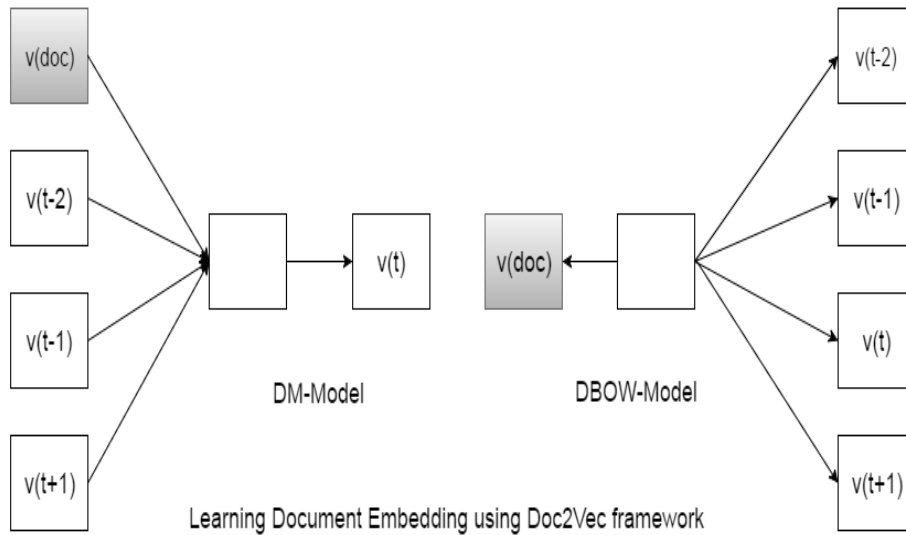 v(doc)
v(t-2)
v(t-1)
v(t+1)
v(t)
DM-Model
v(doc)
v(t-2)
v(t-1)
v(t)
v(t+1)
DBOW-Model
Learning Document Embedding using Doc2Vec framework